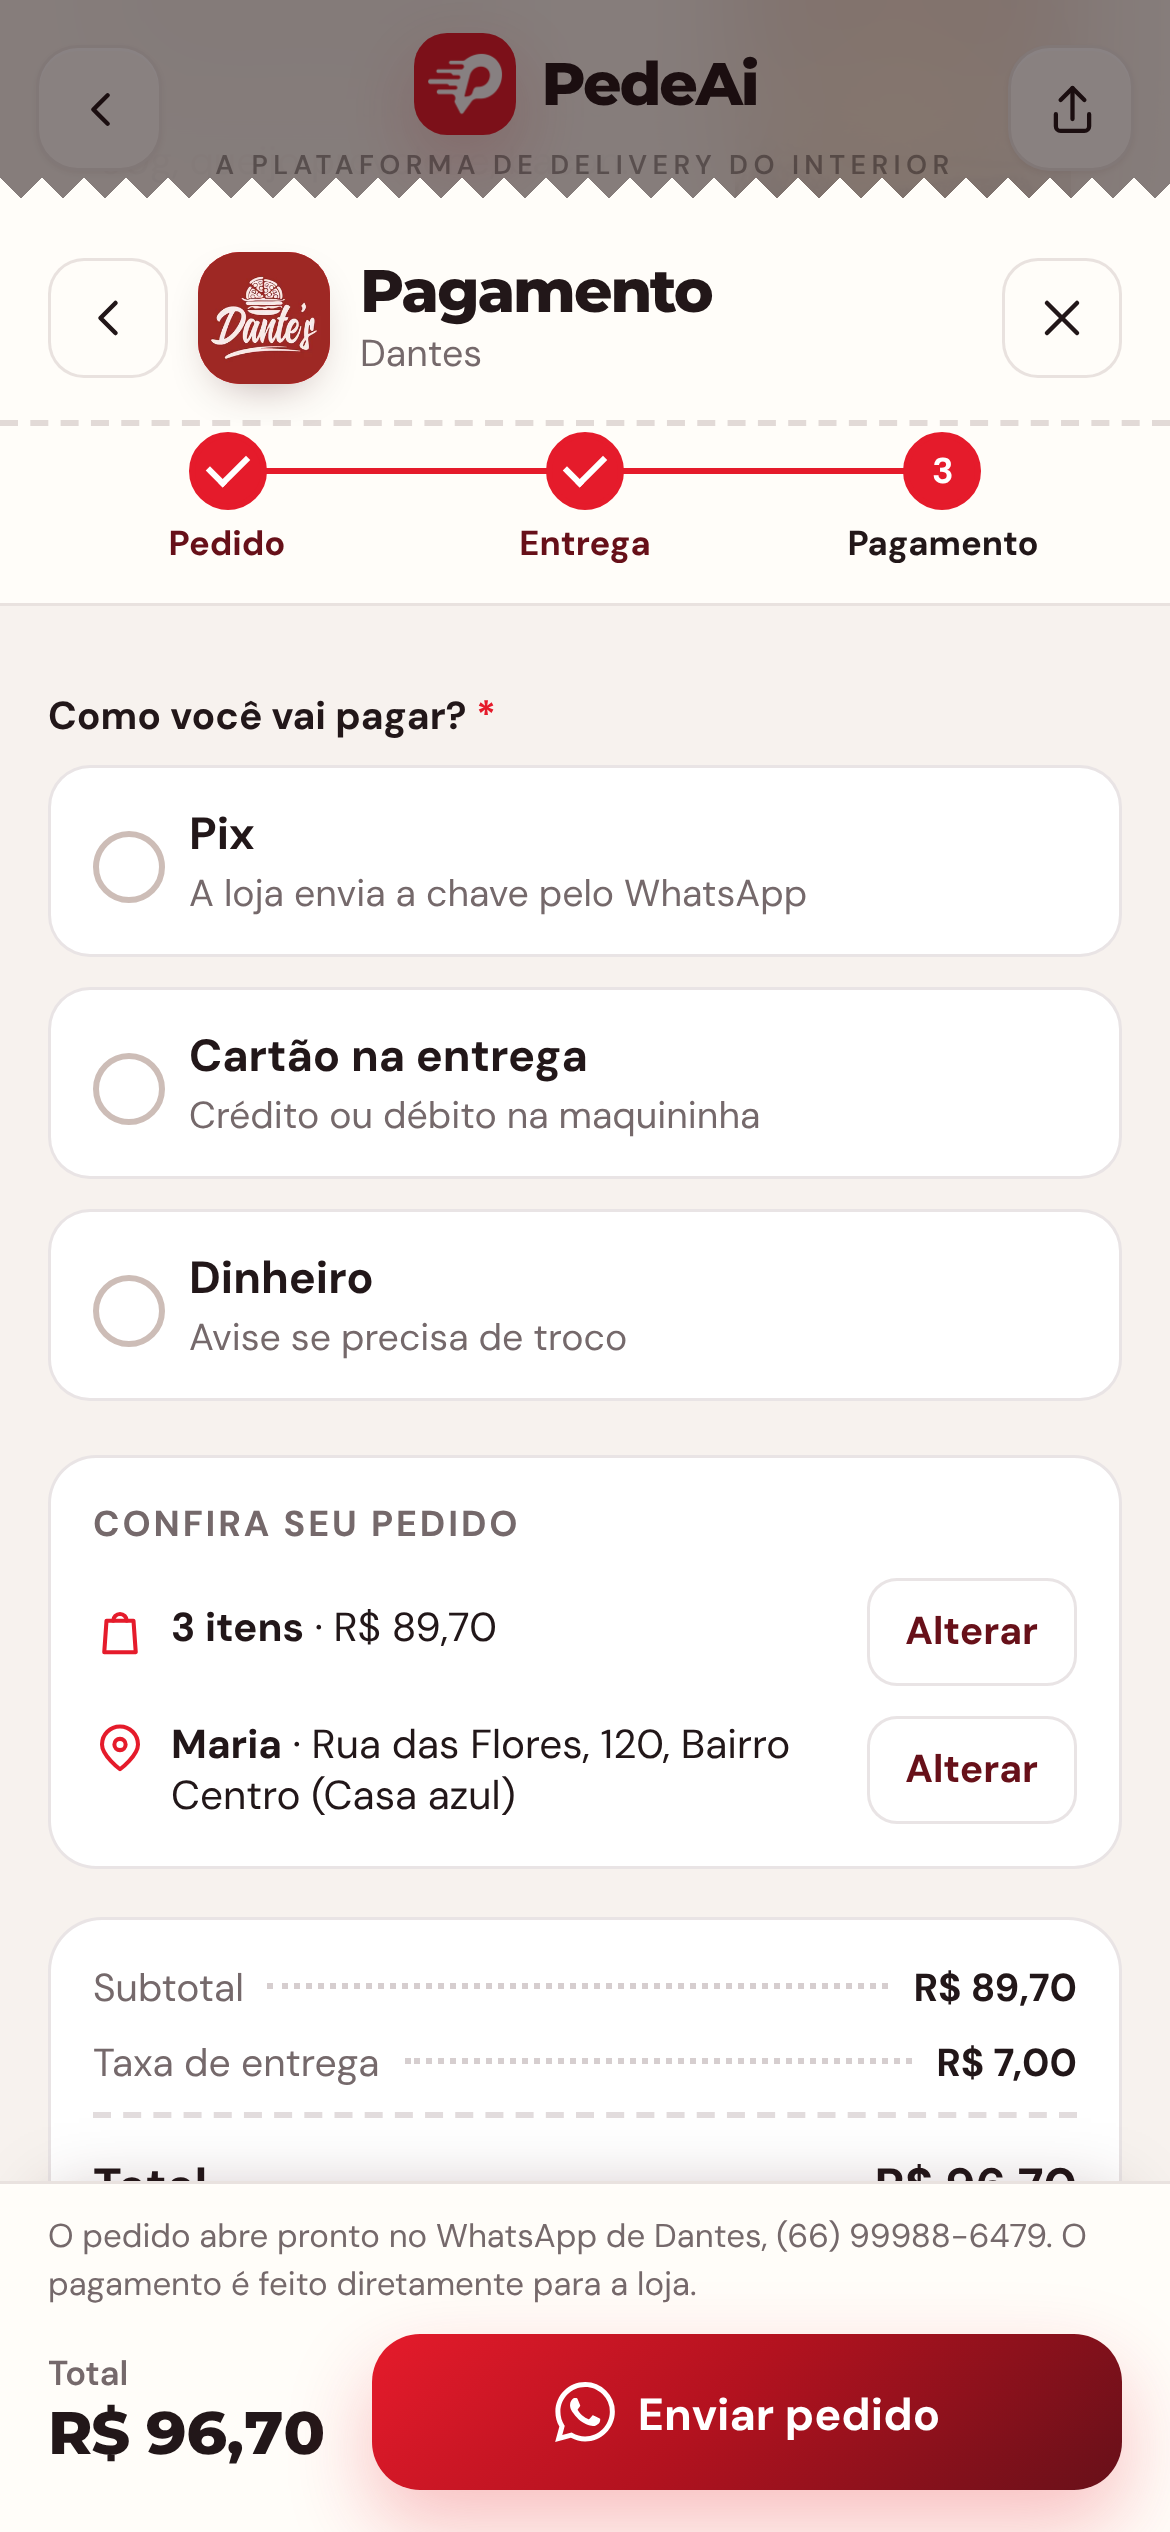 PedeAi
A PLATAFORMA DE DELIVERY DO INTERIOR
Dante's
Pagamento
Dantes
3
Pedido
Entrega
Pagamento
Como você vai pagar? *
Pix
A loja envia a chave pelo WhatsApp
Cartão na entrega
Crédito ou débito na maquininha
Dinheiro
Avise se precisa de troco
CONFIRA SEU PEDIDO
3 itens · R$ 89,70
Alterar
Maria · Rua das Flores, 120, Bairro
Centro (Casa azul)
Alterar
Subtotal R$ 89,70
Taxa de entrega R$ 7,00
Total R$ 96,70
O pedido abre pronto no WhatsApp de Dantes, (66) 99988-6479. O
pagamento é feito diretamente para a loja.
Total
R$ 96,70
Enviar pedido